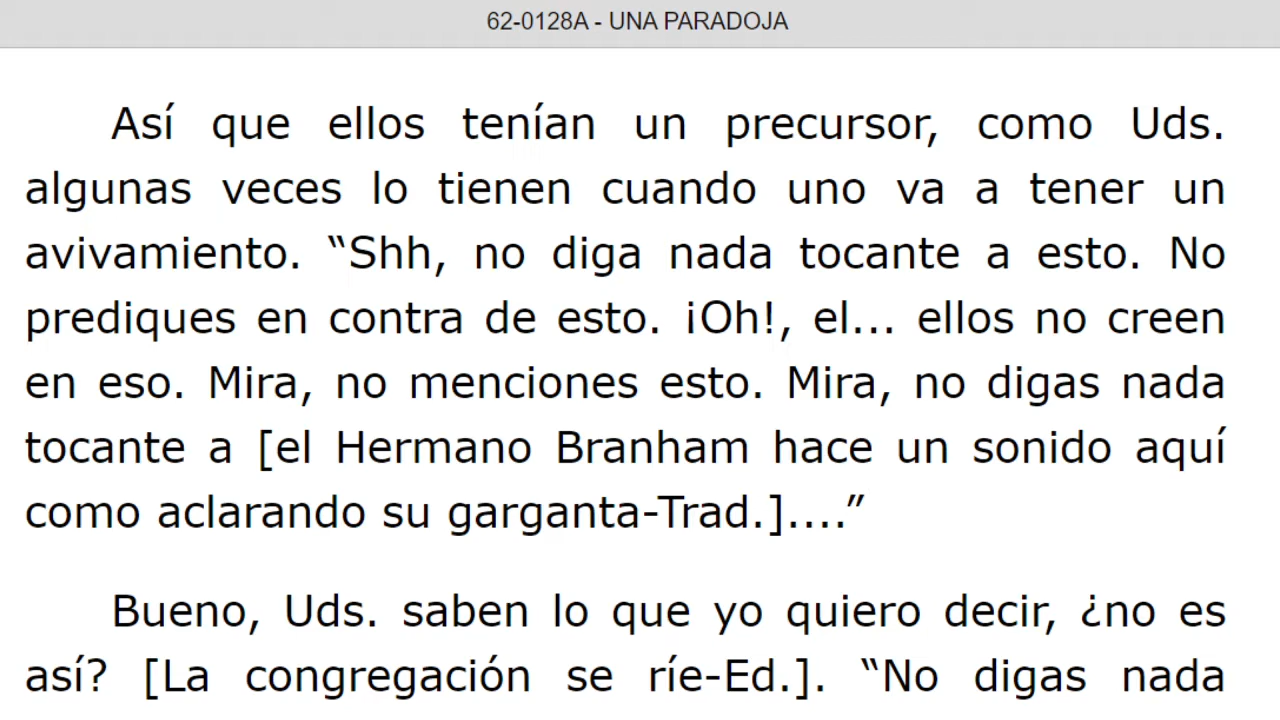 62-0128A - UNA PARADOJA
Así que ellos tenían un precursor, como Uds.
algunas veces lo tienen cuando uno va a tener un
avivamiento. “Shh, no diga nada tocante a esto. No
prediques en contra de esto. ¡Oh!, el... ellos no creen
en eso. Mira, no menciones esto. Mira, no digas nada
tocante a [el Hermano Branham hace un sonido aquí
como aclarando su garganta-Trad.]....”
Bueno, Uds. saben lo que yo quiero decir, ¿no es
así? [La congregación se ríe-Ed.]. “No digas nada